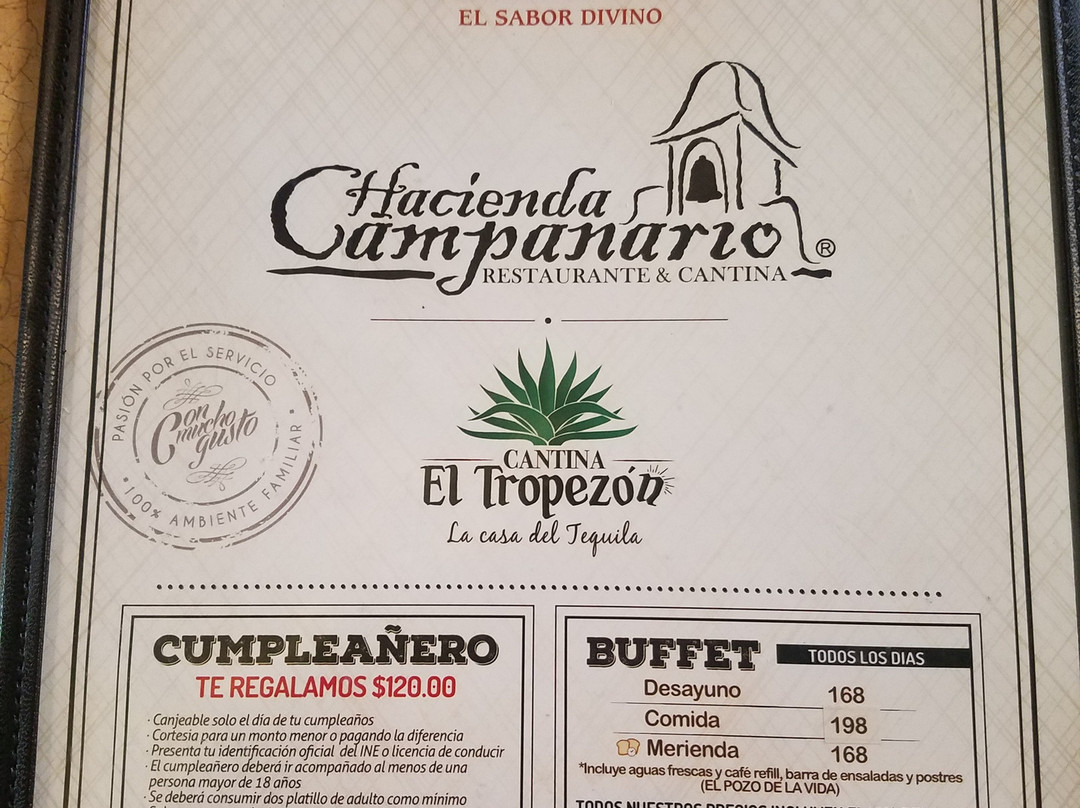 EL SABOR DIVINO
Hacienda
Campanario ®
RESTAURANTE & CANTINA
PASIÓN POR EL SERVICIO
Con
mucho
gusto
100% AMBIENTE FAMILIAR
CANTINA
El Tropezón
La casa del Tequila
CUMPLEAÑERO
TE REGALAMOS $120.00
· Canjeable solo el día de tu cumpleaños
· Cortesia para un monto menor o pagando la diferencia
· Presenta tu identificación oficial del INE o licencia de conducir
· El cumpleañero deberá ir acompañado al menos de una
persona mayor de 18 años
· Se deberá consumir dos platillo de adulto como mínimo
BUFFET TODOS LOS DIAS
Desayuno 168
Comida 198
Merienda 168
*Incluye aguas frescas y café refill, barra de ensaladas y postres
(EL POZO DE LA VIDA)
TODOS NUESTROS PRECIOS INCLUYEN